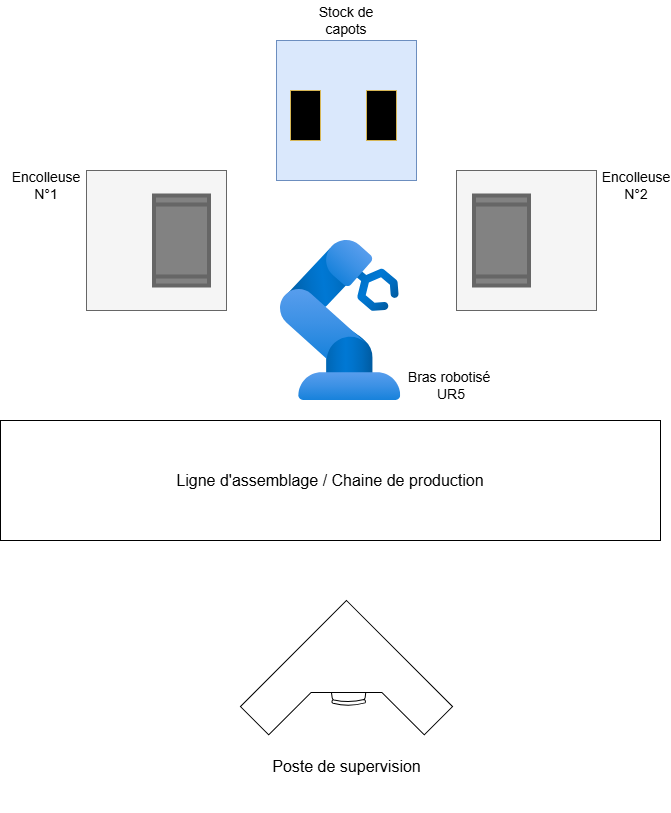 Stock de
capots
Encolleuse
N°1
Encolleuse
N°2
Bras robotisé
UR5
Ligne d'assemblage / Chaine de production
Poste de supervision